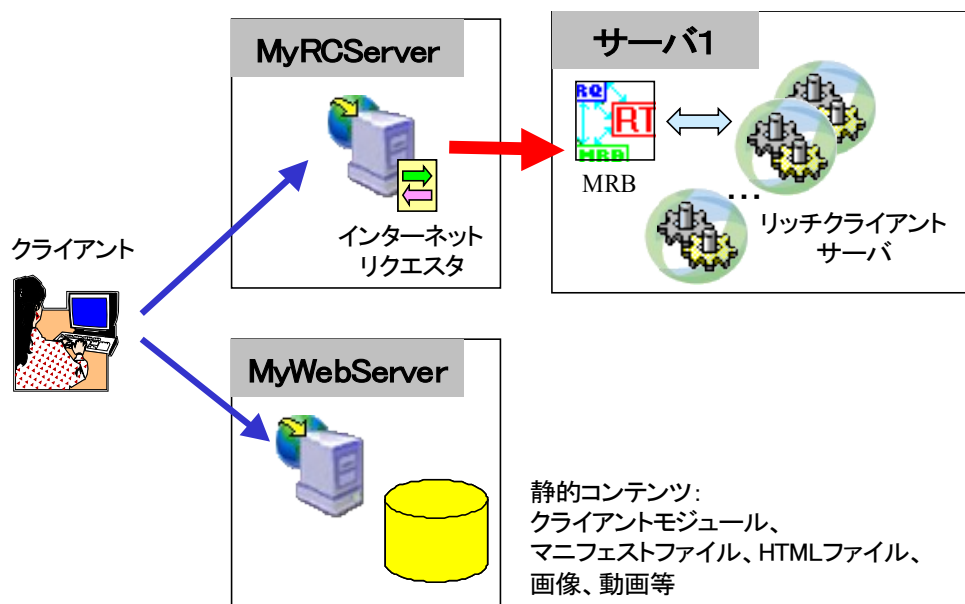 MyRCServer
サーバ1
RQ
RT
MRB
MRB
インターネット
リクエスタ
...
リッチクライアント
サーバ
クライアント
MyWebServer
静的コンテンツ:
クライアントモジュール、
マニフェストファイル、HTMLファイル、
画像、動画等